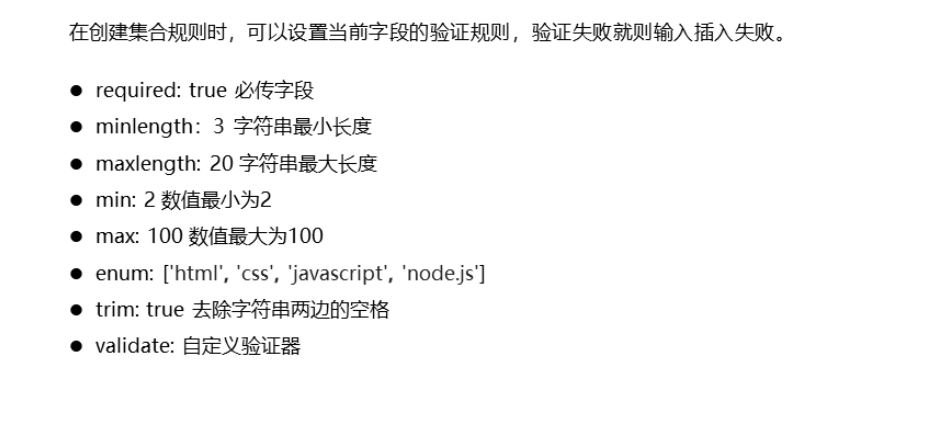 在创建集合规则时，可以设置当前字段的验证规则，验证失败就则输入插入失败。
● required: true 必传字段
● minlength：3 字符串最小长度
● maxlength: 20 字符串最大长度
● min: 2 数值最小为2
● max: 100 数值最大为100
● enum: ['html', 'css', 'javascript', 'node.js']
● trim: true 去除字符串两边的空格
● validate: 自定义验证器